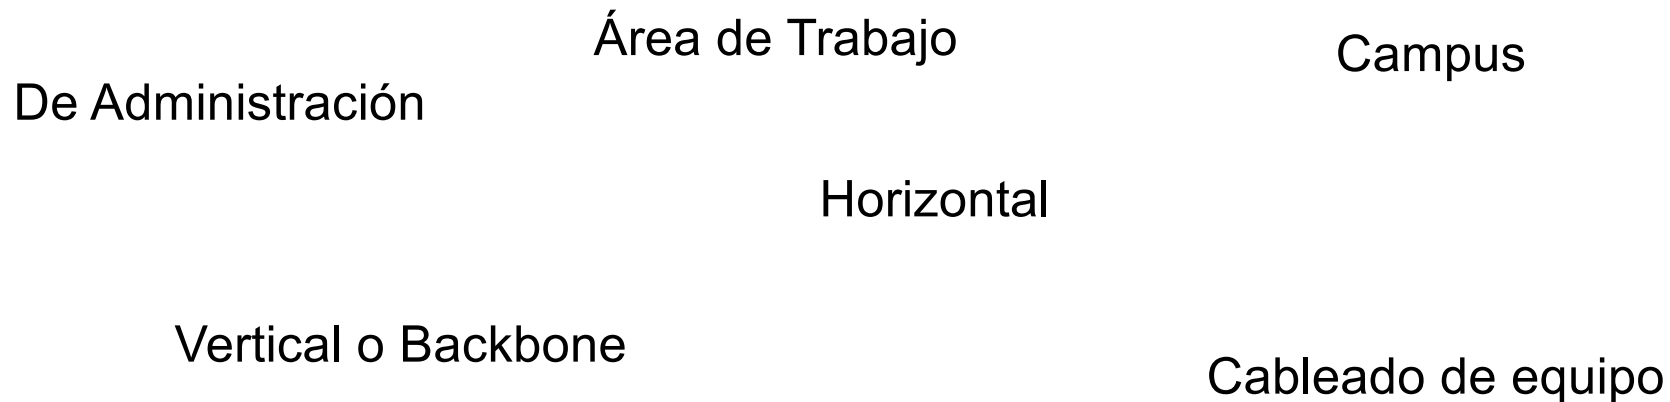 Área de Trabajo
Campus
De Administración
Horizontal
Vertical o Backbone
Cableado de equipo